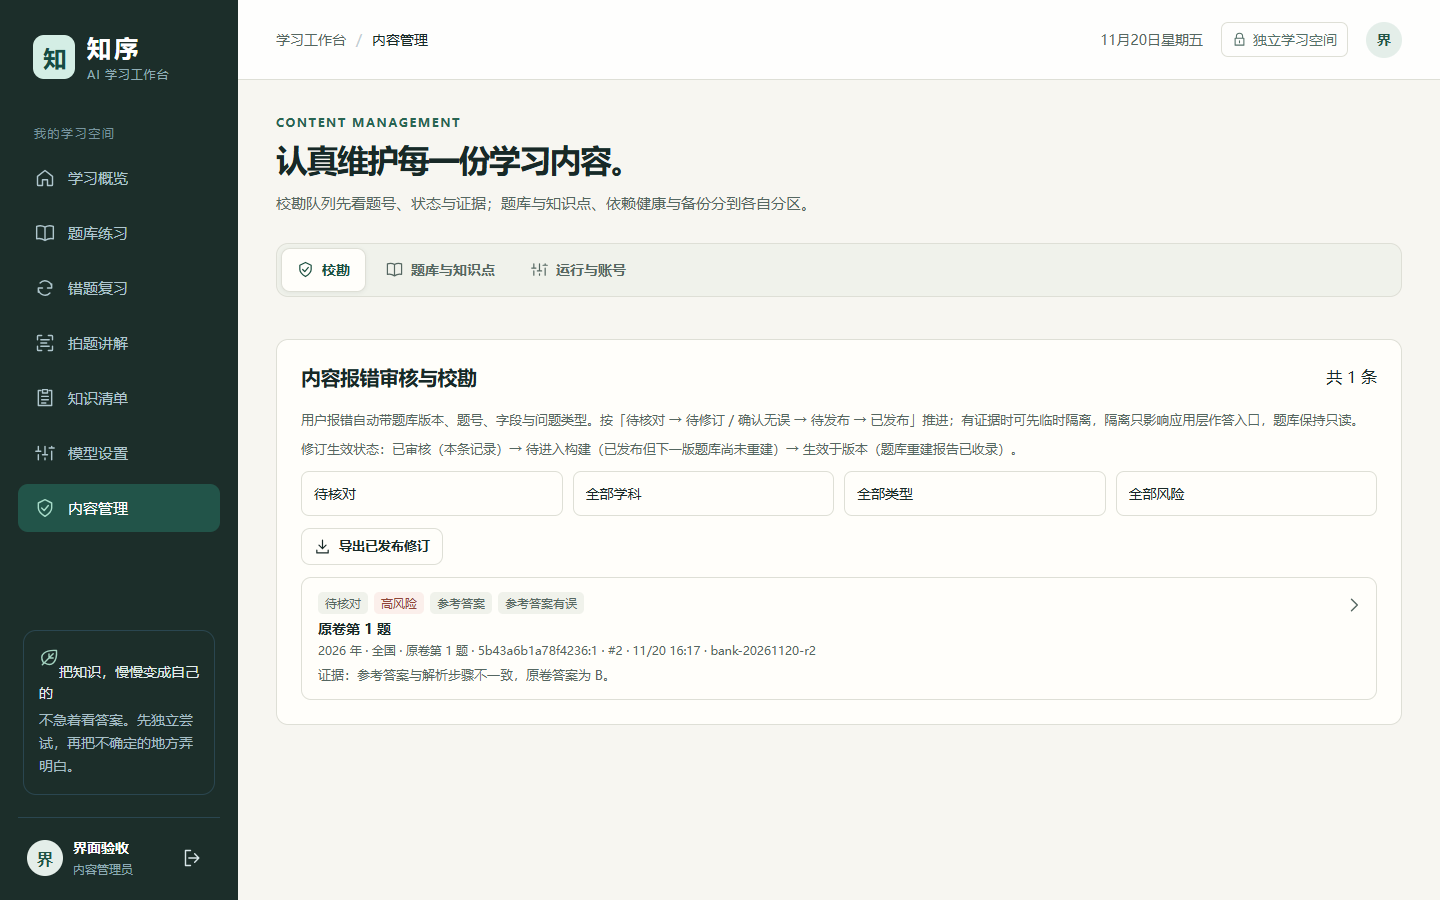 知
知序
AI 学习工作台
我的学习空间
学习概览
题库练习
错题复习
拍题讲解
知识清单
模型设置
内容管理
把知识，慢慢变成自己
的
不急着看答案。先独立尝
试，再把不确定的地方弄
明白。
界
界面验收
内容管理员
学习工作台 / 内容管理
11月20日星期五
独立学习空间
界
CONTENT MANAGEMENT
认真维护每一份学习内容。
校勘队列先看题号、状态与证据；题库与知识点、依赖健康与备份分到各自分区。
校勘
题库与知识点
运行与账号
内容报错审核与校勘
共 1 条
用户报错自动带题库版本、题号、字段与问题类型。按「待核对 → 待修订 / 确认无误 → 待发布 → 已发布」推进；有证据时可先临时隔离，隔离只影响应用层作答入口，题库保持只读。
修订生效状态：已审核（本条记录）→ 待进入构建（已发布但下一版题库尚未重建）→ 生效于版本（题库重建报告已收录）。
待核对
全部学科
全部类型
全部风险
导出已发布修订
待核对 高风险 参考答案 参考答案有误
原卷第 1 题
2026 年 · 全国 · 原卷第 1 题 · 5b43a6b1a78f4236:1 · #2 · 11/20 16:17 · bank-20261120-r2
证据：参考答案与解析步骤不一致，原卷答案为 B。